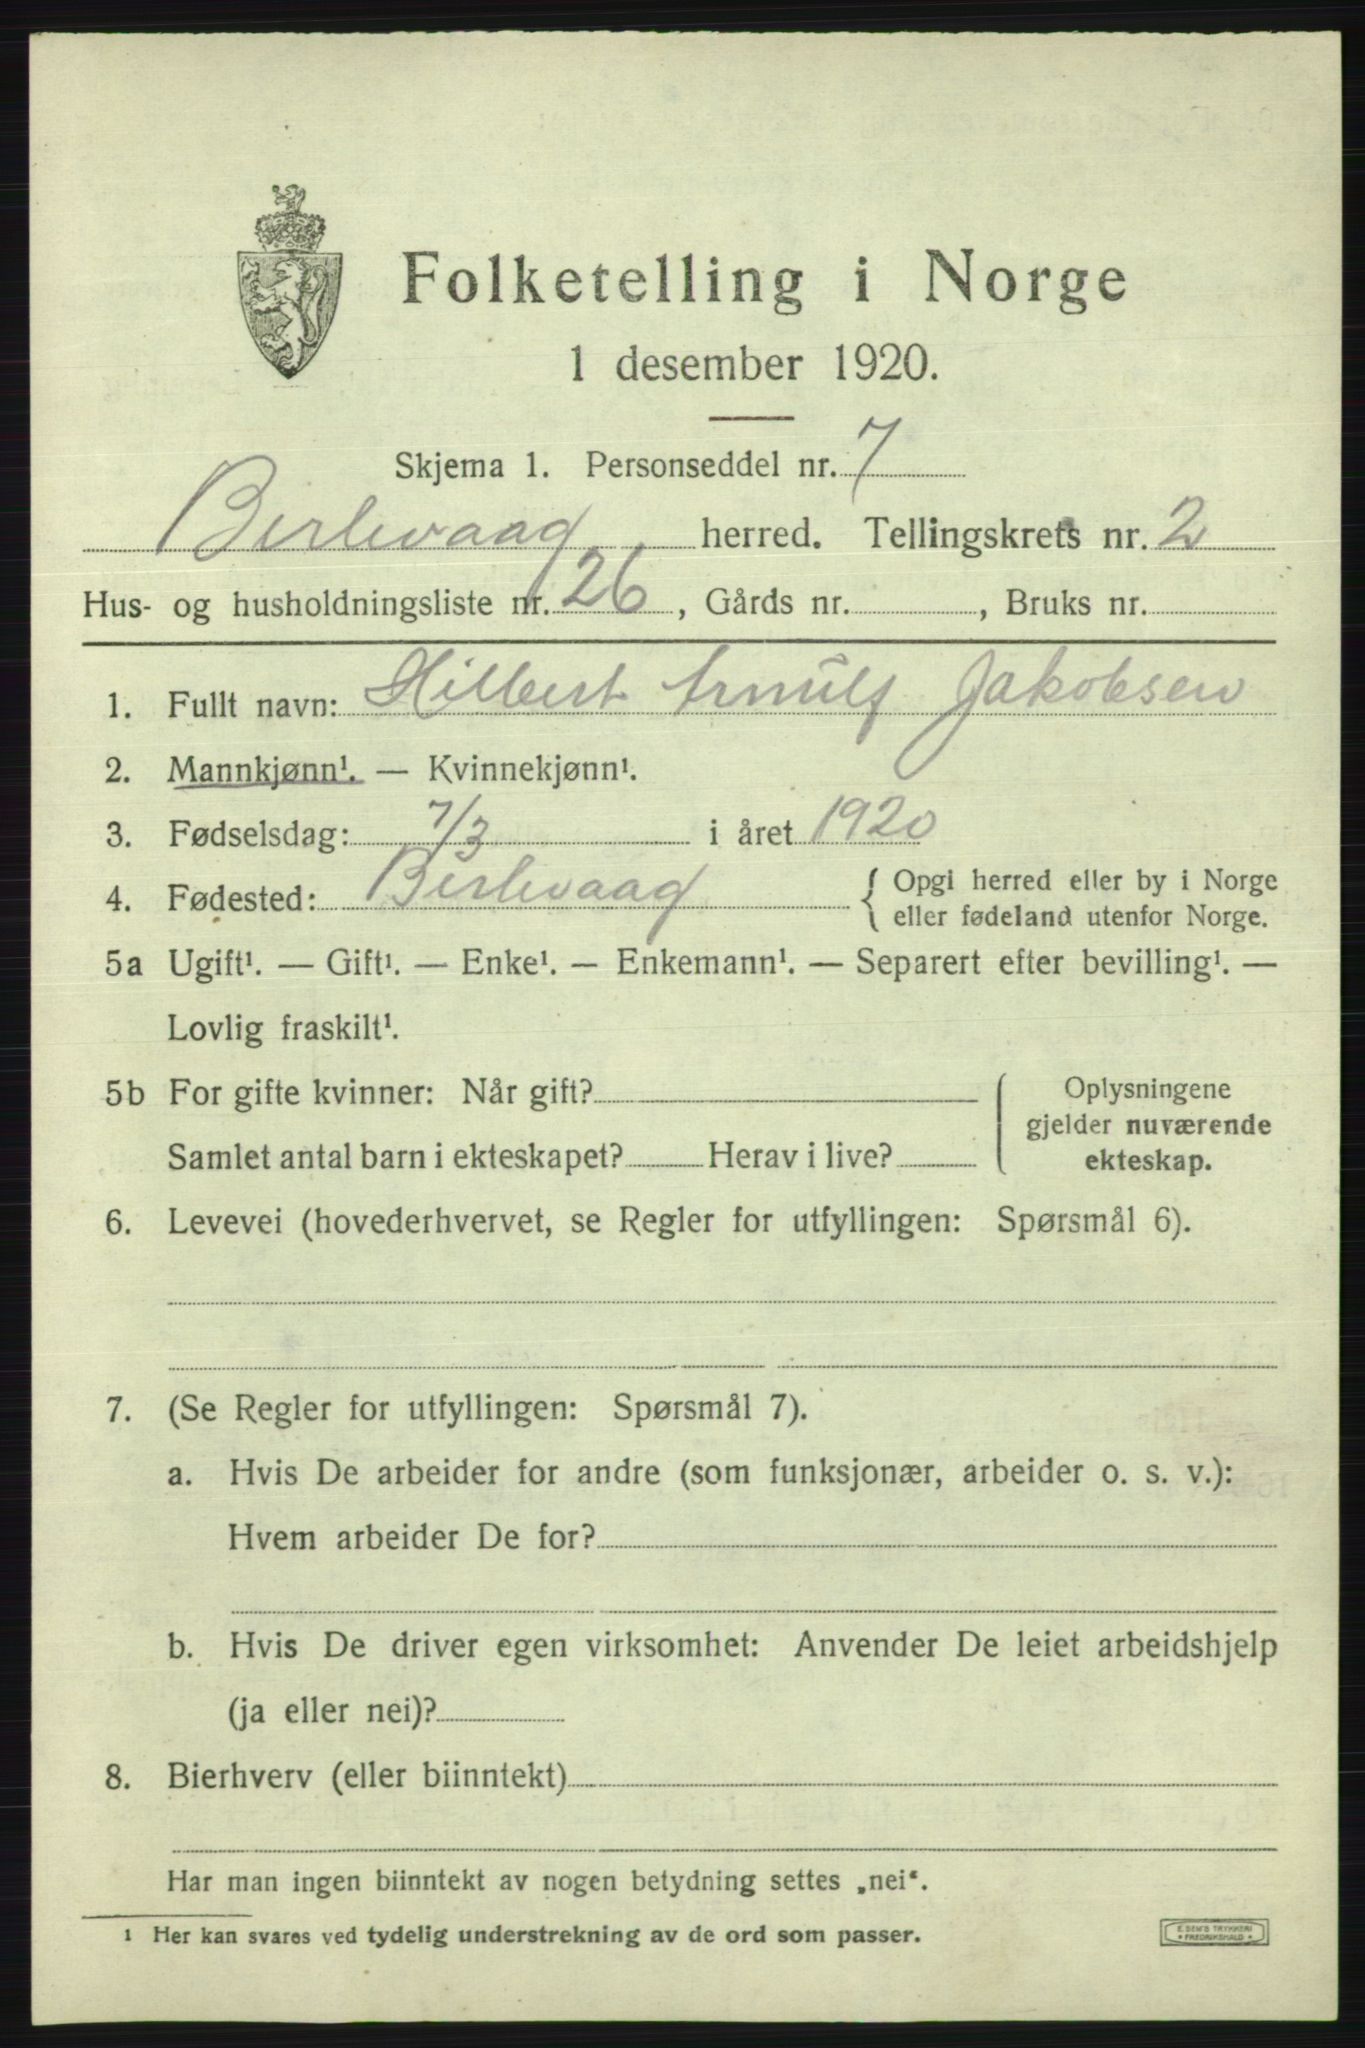 Folketelling i Norge
1 desember 1920.
Skjema 1. Personseddel nr. 7
Berlevaag herred. Tellingskrets nr. 2
Hus- og husholdningsliste nr. 26, Gårds nr. , Bruks nr.
1. Fullt navn: Hilbert Arnulf Jakobsen
2. Mannkjønn¹. — Kvinnekjønn¹.
3. Fødselsdag: 7/3 i året 1920
4. Fødested: Berlevaag { Opgi herred eller by i Norge
eller fødeland utenfor Norge.
5a Ugift¹. — Gift¹. — Enke¹. — Enkemann¹. — Separert efter bevilling¹. —
Lovlig fraskilt¹.
5b For gifte kvinner: Når gift?
Samlet antal barn i ekteskapet? Herav i live?
Oplysningene
gjelder nuværende
ekteskap.
6. Levevei (hovederhvervet, se Regler for utfyllingen: Spørsmål 6).
7. (Se Regler for utfyllingen: Spørsmål 7).
a. Hvis De arbeider for andre (som funksjonær, arbeider o. s. v.):
Hvem arbeider De for?
b. Hvis De driver egen virksomhet: Anvender De leiet arbeidshjelp
(ja eller nei)?
8. Bierhverv (eller biinntekt)
Har man ingen biinntekt av nogen betydning settes „nei“.
¹ Her kan svares ved tydelig understrekning av de ord som passer.
E. SEM'S TRYKKERI
FREDRIKSHALD